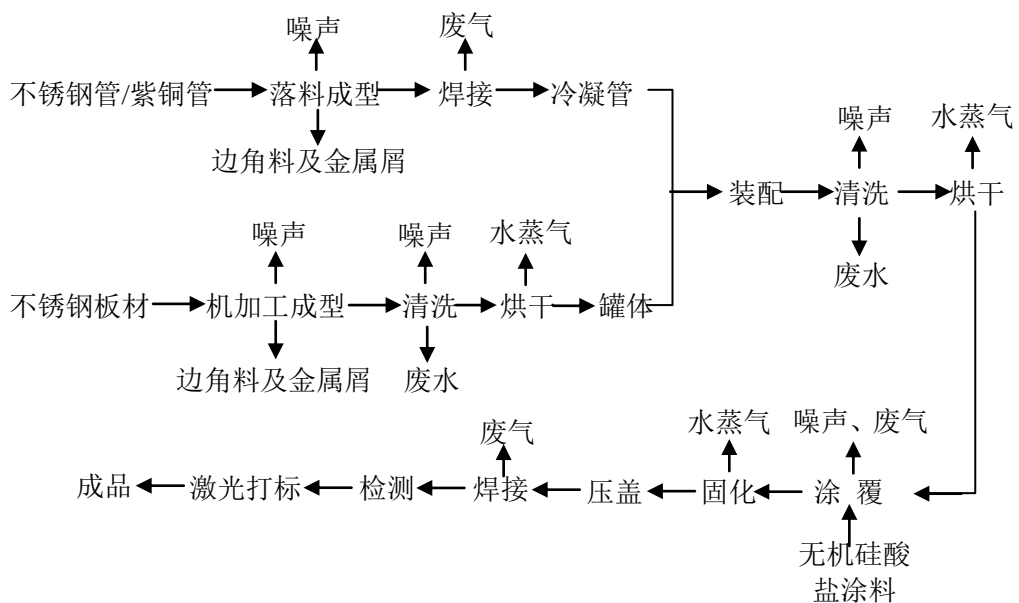 噪声
废气
不锈钢管/紫铜管
落料成型
焊接
冷凝管
边角料及金属屑
噪声
水蒸气
装配
清洗
烘干
废水
噪声
噪声
水蒸气
不锈钢板材
机加工成型
清洗
烘干
罐体
边角料及金属屑
废水
废气
水蒸气
噪声、废气
成品
激光打标
检测
焊接
压盖
固化
涂 覆
无机硅酸
盐涂料